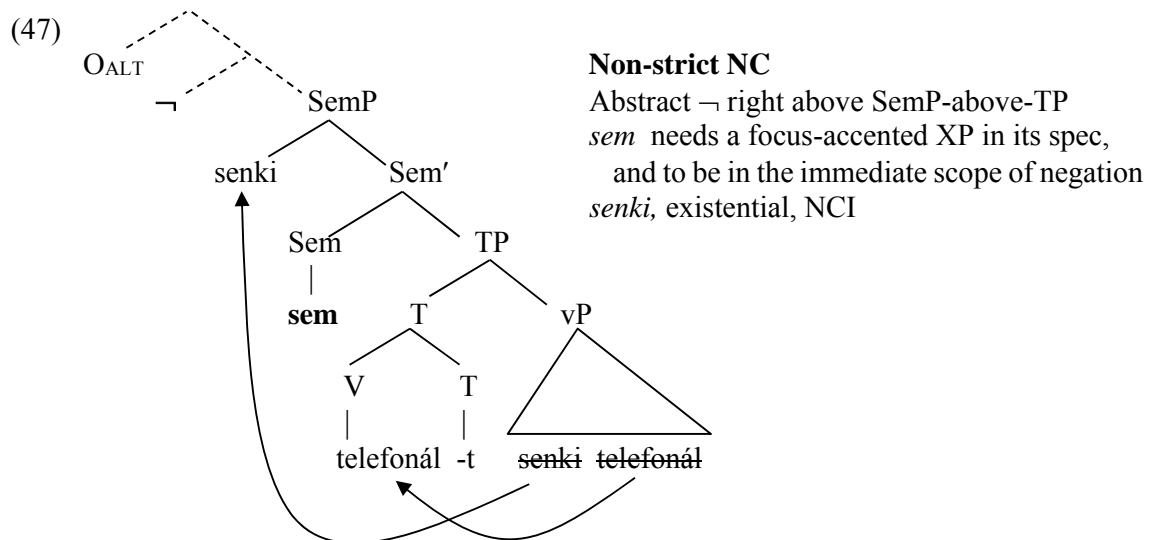 (47)
O_ALT
¬ SemP
senki Sem′
Sem TP
sem T vP
V T
telefonál -t senki telefonál
Non-strict NC
Abstract ¬ right above SemP-above-TP
sem needs a focus-accented XP in its spec,
and to be in the immediate scope of negation
senki, existential, NCI